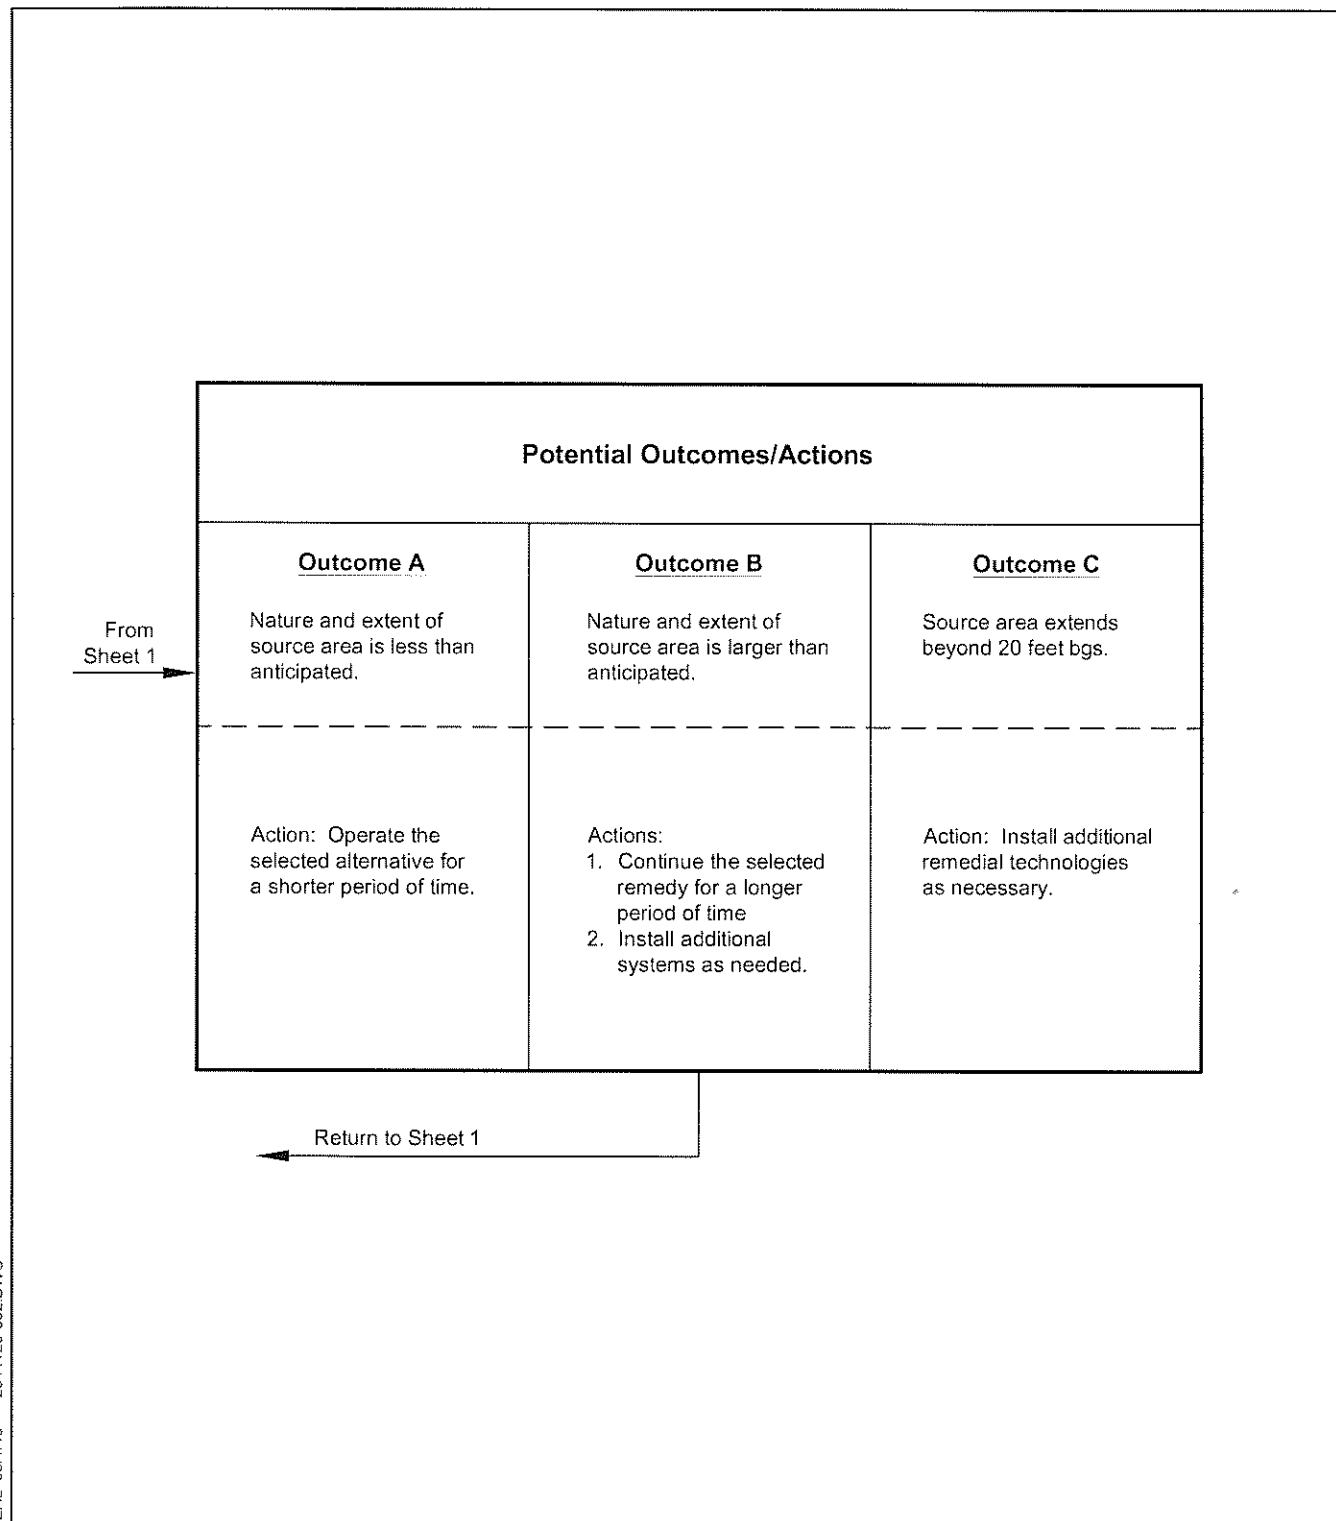 Potential Outcomes/Actions
From
Sheet 1
Outcome A
Nature and extent of
source area is less than
anticipated.
Action: Operate the
selected alternative for
a shorter period of time.
Outcome B
Nature and extent of
source area is larger than
anticipated.
Actions:
1. Continue the selected
remedy for a longer
period of time
2. Install additional
systems as needed.
Outcome C
Source area extends
beyond 20 feet bgs.
Action: Install additional
remedial technologies
as necessary.
Return to Sheet 1